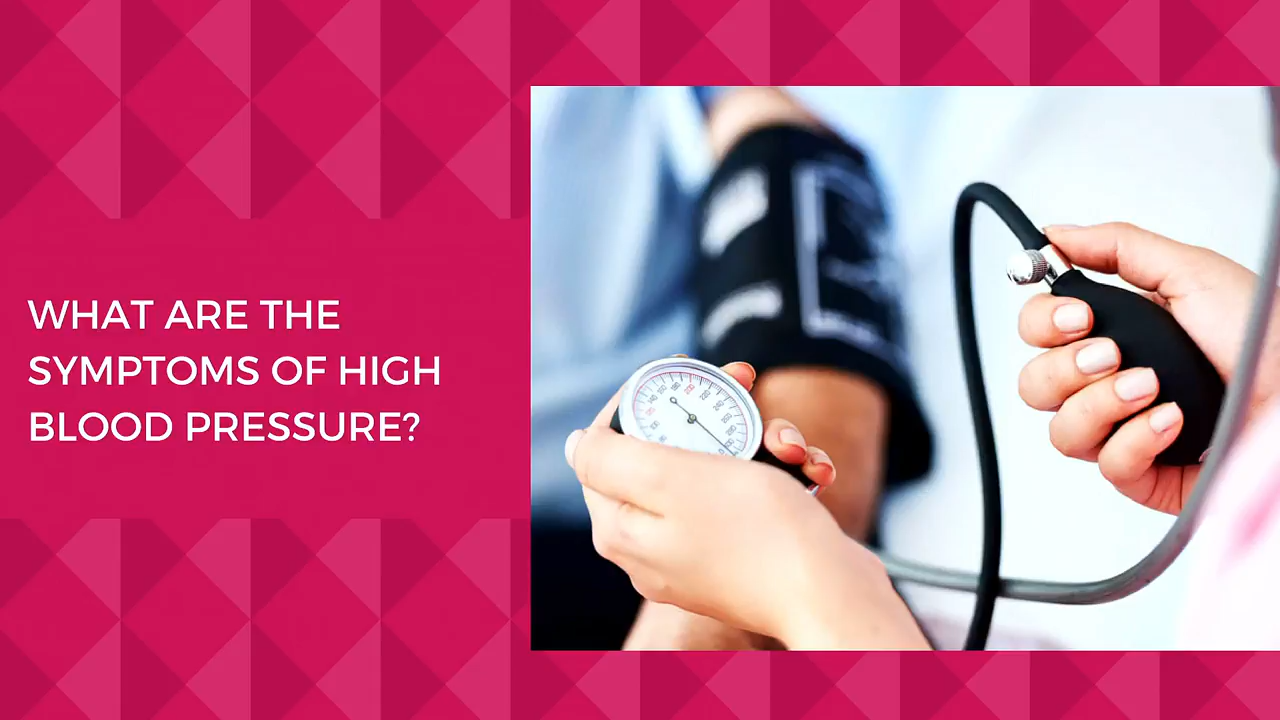 WHAT ARE THE
SYMPTOMS OF HIGH
BLOOD PRESSURE?